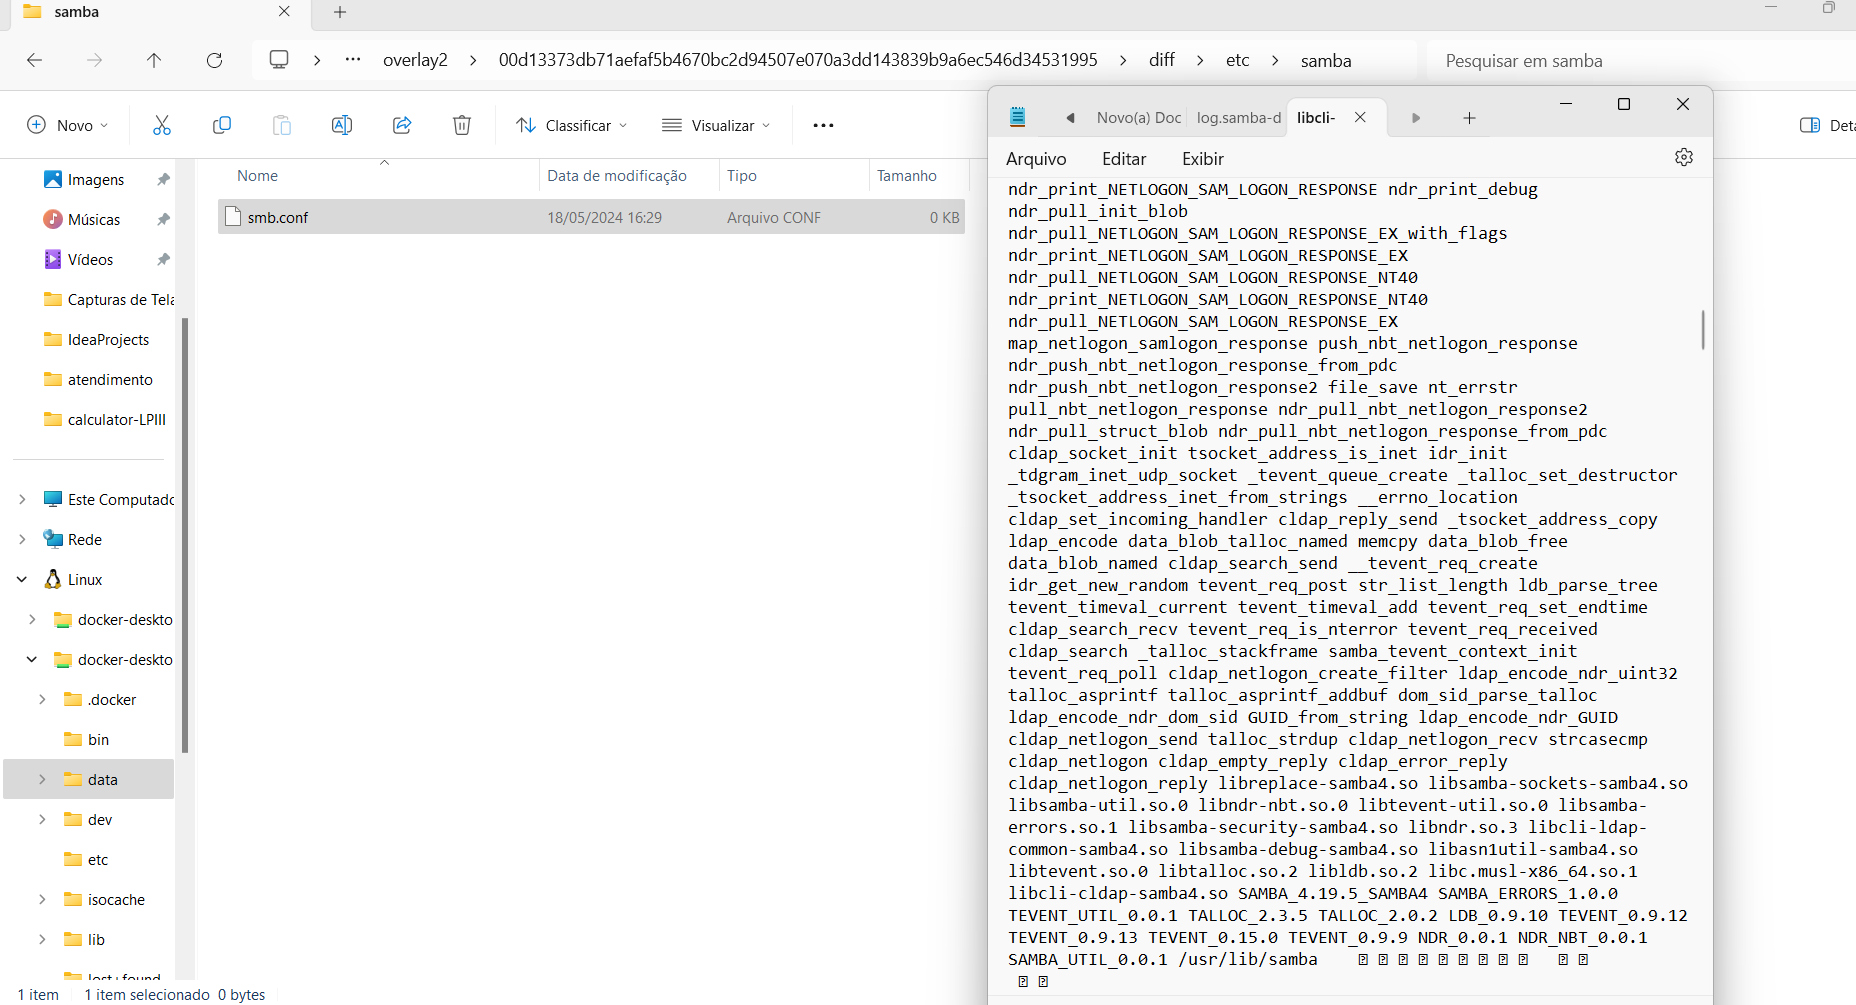 samba
overlay2
00d13373db71aefaf5b4670bc2d94507e070a3dd143839b9a6ec546d34531995
diff
etc
samba
Pesquisar em samba
Novo
Classificar
Visualizar
Deta
Imagens
Músicas
Vídeos
Capturas de Tela
IdeaProjects
atendimento
calculator-LPIII
Este Computado
Rede
Linux
docker-deskto
docker-deskto
.docker
bin
data
dev
etc
isocache
lib
lost+found
Nome
Data de modificação
Tipo
Tamanho
smb.conf
18/05/2024 16:29
Arquivo CONF
0 KB
1 item
1 item selecionado 0 bytes
Novo(a) Doc
log.samba-d
libcli-
Arquivo
Editar
Exibir
ndr_print_NETLOGON_SAM_LOGON_RESPONSE ndr_print_debug
ndr_pull_init_blob
ndr_pull_NETLOGON_SAM_LOGON_RESPONSE_EX_with_flags
ndr_print_NETLOGON_SAM_LOGON_RESPONSE_EX
ndr_pull_NETLOGON_SAM_LOGON_RESPONSE_NT40
ndr_print_NETLOGON_SAM_LOGON_RESPONSE_NT40
ndr_pull_NETLOGON_SAM_LOGON_RESPONSE_EX
map_netlogon_samlogon_response push_nbt_netlogon_response
ndr_push_nbt_netlogon_response_from_pdc
ndr_push_nbt_netlogon_response2 file_save nt_errstr
pull_nbt_netlogon_response ndr_pull_nbt_netlogon_response2
ndr_pull_struct_blob ndr_pull_nbt_netlogon_response_from_pdc
cldap_socket_init tsocket_address_is_inet idr_init
_tdgram_inet_udp_socket _tevent_queue_create _talloc_set_destructor
_tsocket_address_inet_from_strings __errno_location
cldap_set_incoming_handler cldap_reply_send _tsocket_address_copy
ldap_encode data_blob_talloc_named memcpy data_blob_free
data_blob_named cldap_search_send __tevent_req_create
idr_get_new_random tevent_req_post str_list_length ldb_parse_tree
tevent_timeval_current tevent_timeval_add tevent_req_set_endtime
cldap_search_recv tevent_req_is_nterror tevent_req_received
cldap_search _talloc_stackframe samba_tevent_context_init
tevent_req_poll cldap_netlogon_create_filter ldap_encode_ndr_uint32
talloc_asprintf talloc_asprintf_addbuf dom_sid_parse_talloc
ldap_encode_ndr_dom_sid GUID_from_string ldap_encode_ndr_GUID
cldap_netlogon_send talloc_strdup cldap_netlogon_recv strcasecmp
cldap_netlogon cldap_empty_reply cldap_error_reply
cldap_netlogon_reply libreplace-samba4.so libsamba-sockets-samba4.so
libsamba-util.so.0 libndr-nbt.so.0 libtevent-util.so.0 libsamba-
errors.so.1 libsamba-security-samba4.so libndr.so.3 libcli-ldap-
common-samba4.so libsamba-debug-samba4.so libasn1util-samba4.so
libtevent.so.0 libtalloc.so.2 libldb.so.2 libc.musl-x86_64.so.1
libcli-cldap-samba4.so SAMBA_4.19.5_SAMBA4 SAMBA_ERRORS_1.0.0
TEVENT_UTIL_0.0.1 TALLOC_2.3.5 TALLOC_2.0.2 LDB_0.9.10 TEVENT_0.9.12
TEVENT_0.9.13 TEVENT_0.15.0 TEVENT_0.9.9 NDR_0.0.1 NDR_NBT_0.0.1
SAMBA_UTIL_0.0.1 /usr/lib/samba